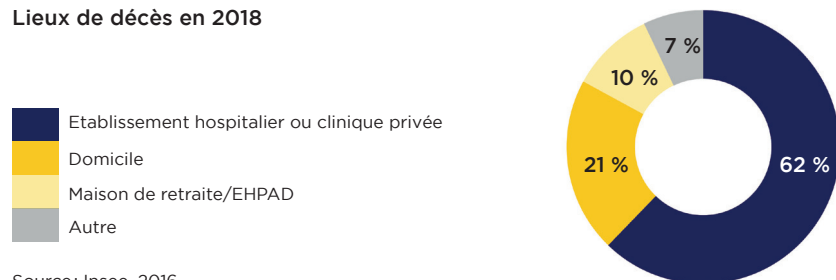 Lieux de décès en 2018
7 %
10 %
21 %
62 %
Etablissement hospitalier ou clinique privée
Domicile
Maison de retraite/EHPAD
Autre
Source: Insee, 2016